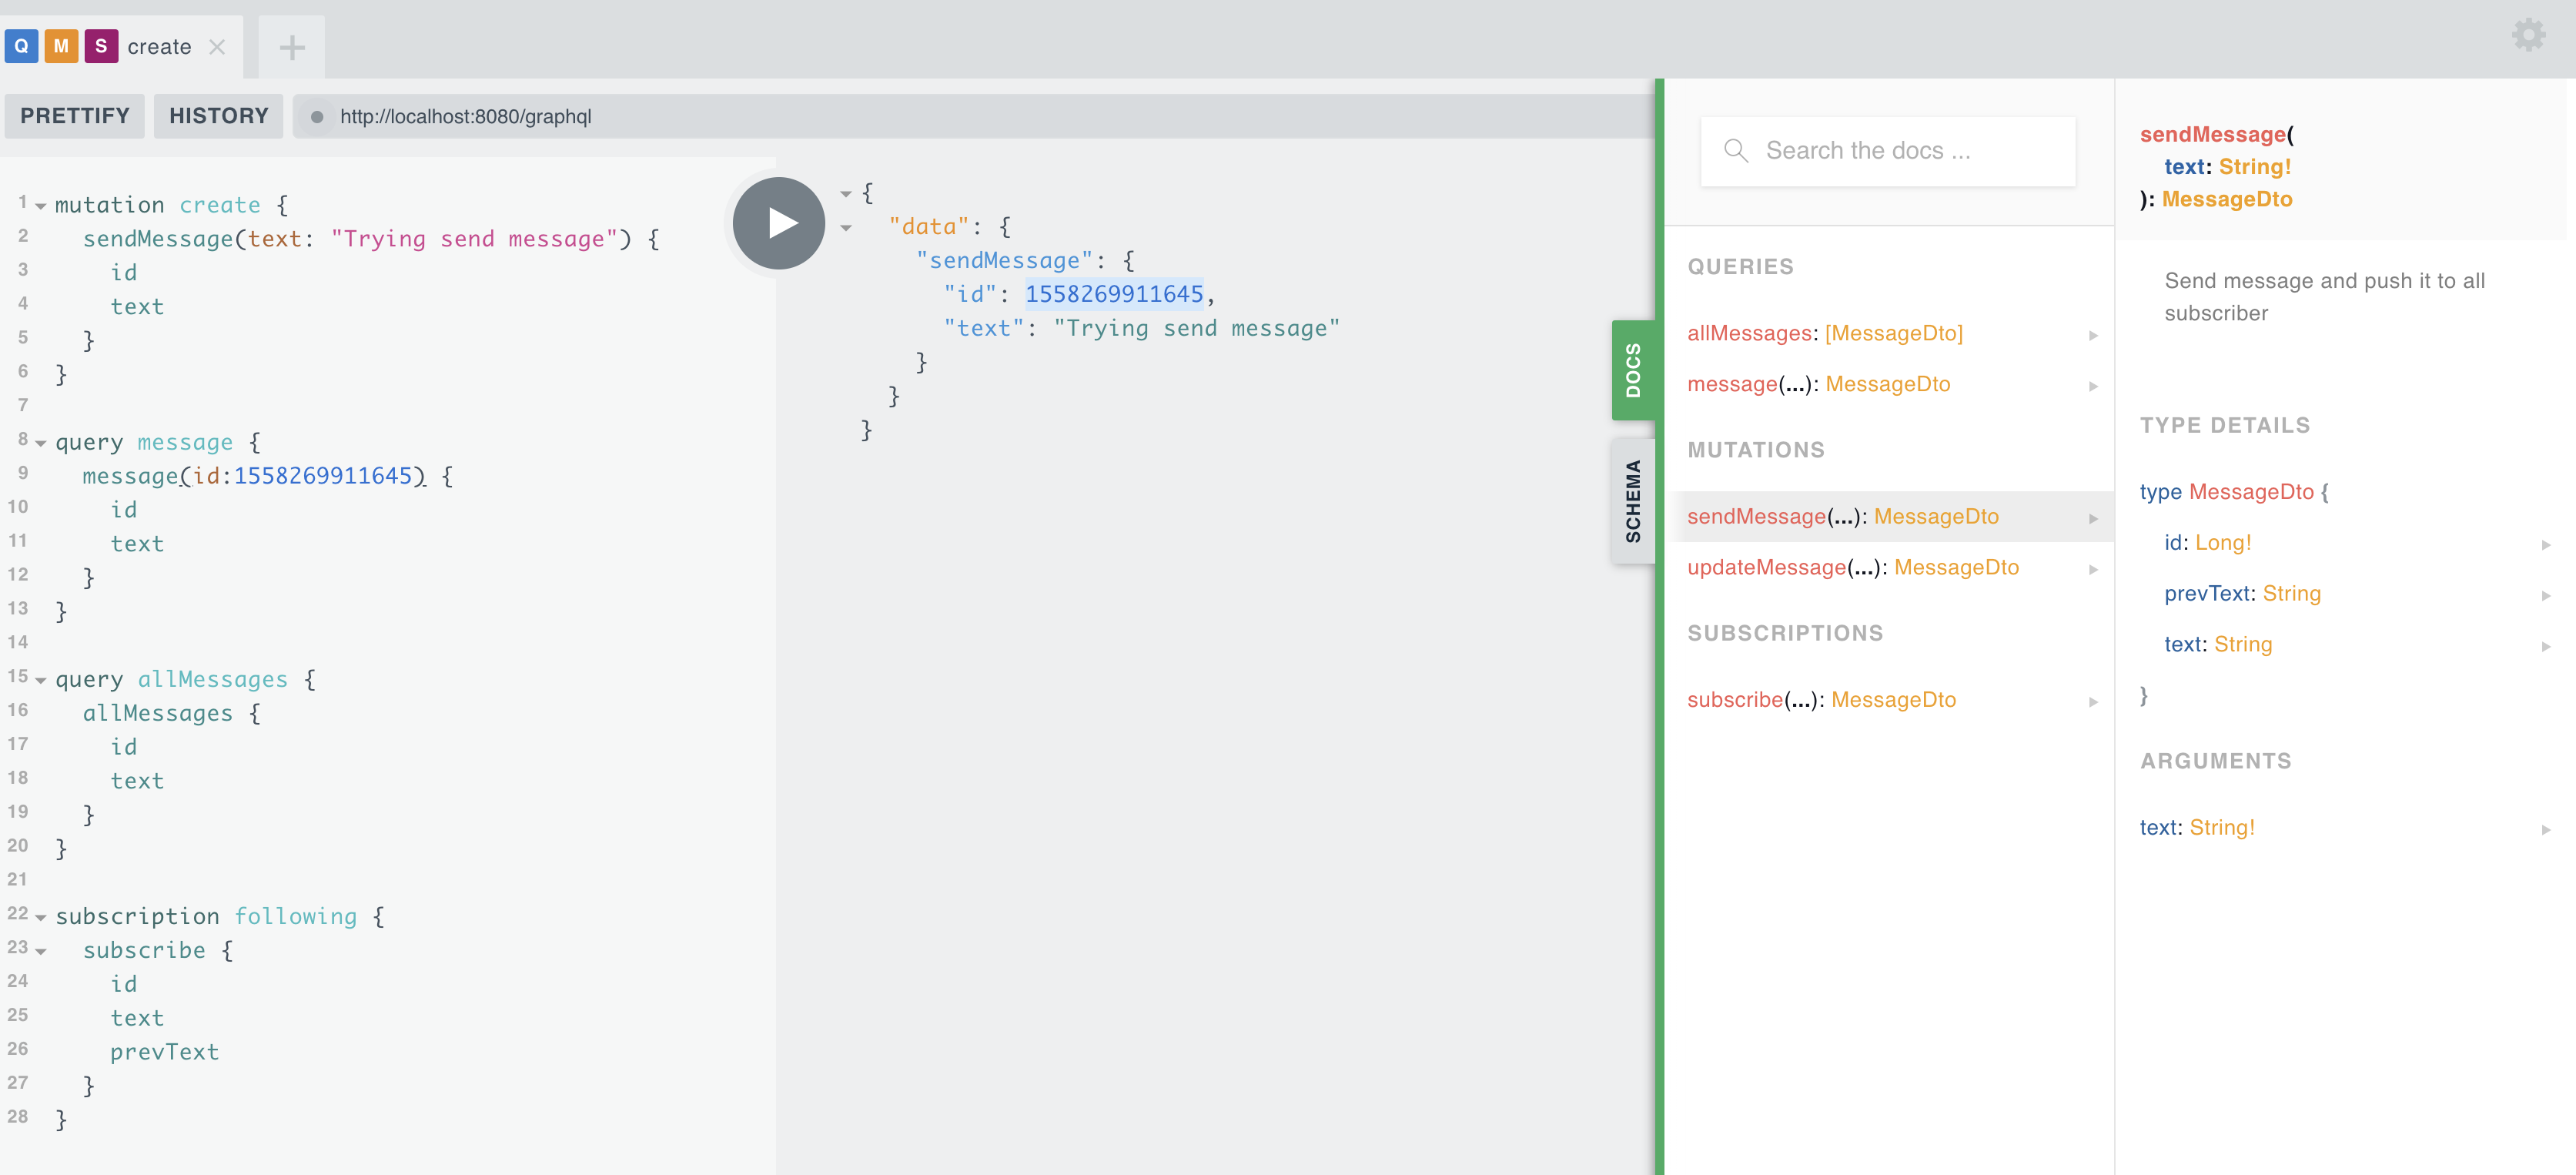 Q M S create ×
PRETTIFY HISTORY http://localhost:8080/graphql
1 mutation create {
2 sendMessage(text: "Trying send message") {
3 id
4 text
5 }
6 }
7
8 query message {
9 message(id:1558269911645) {
10 id
11 text
12 }
13 }
14
15 query allMessages {
16 allMessages {
17 id
18 text
19 }
20 }
21
22 subscription following {
23 subscribe {
24 id
25 text
26 prevText
27 }
28 }
{
"data": {
"sendMessage": {
"id": 1558269911645,
"text": "Trying send message"
}
}
}
DOCS
SCHEMA
Search the docs ...
QUERIES
allMessages: [MessageDto]
message(...): MessageDto
MUTATIONS
sendMessage(...): MessageDto
updateMessage(...): MessageDto
SUBSCRIPTIONS
subscribe(...): MessageDto
sendMessage(
text: String!
): MessageDto
Send message and push it to all
subscriber
TYPE DETAILS
type MessageDto {
id: Long!
prevText: String
text: String
}
ARGUMENTS
text: String!